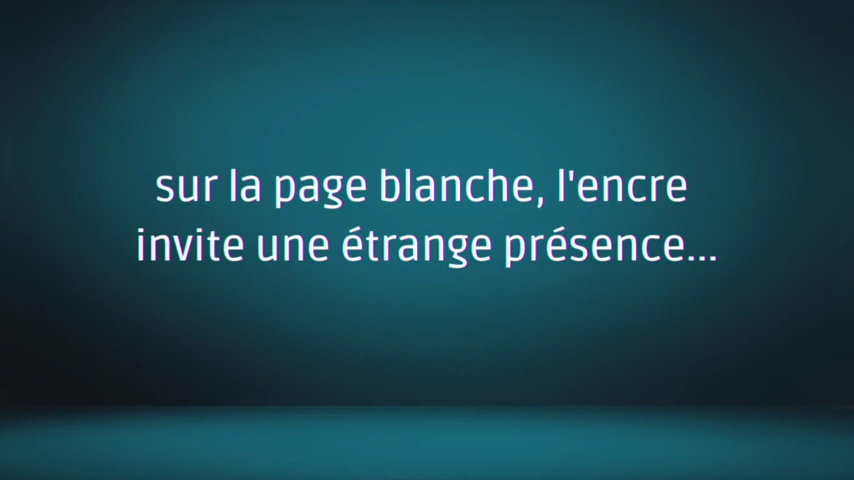 sur la page blanche, l'encre
invite une étrange présence...